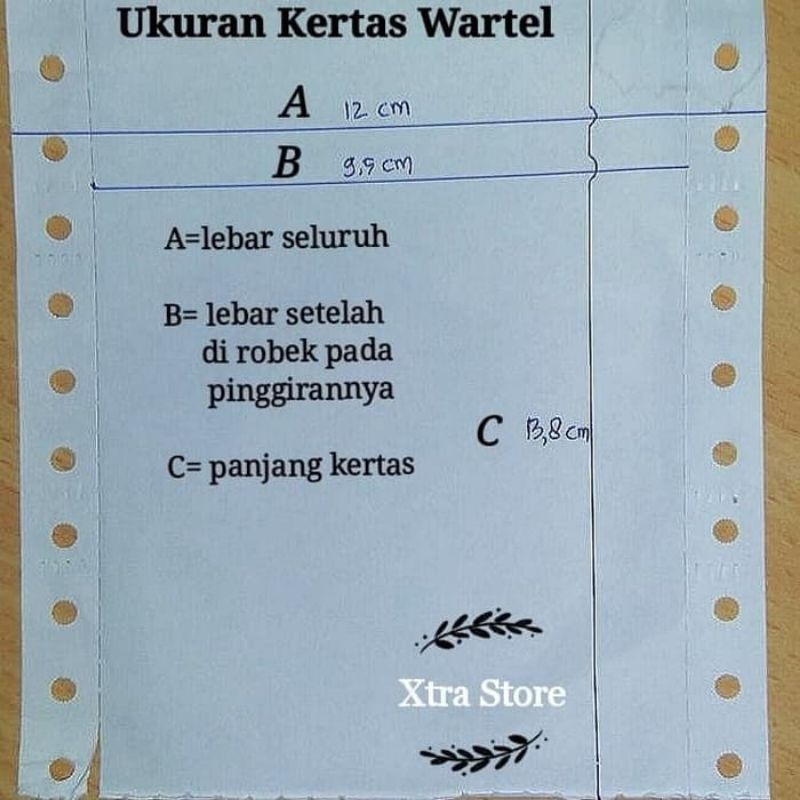 Ukuran Kertas Wartel
A 12 cm
B 9,5 cm
A=lebar seluruh
B= lebar setelah
di robek pada
pinggirannya
C 13,8 cm
C= panjang kertas
Xtra Store